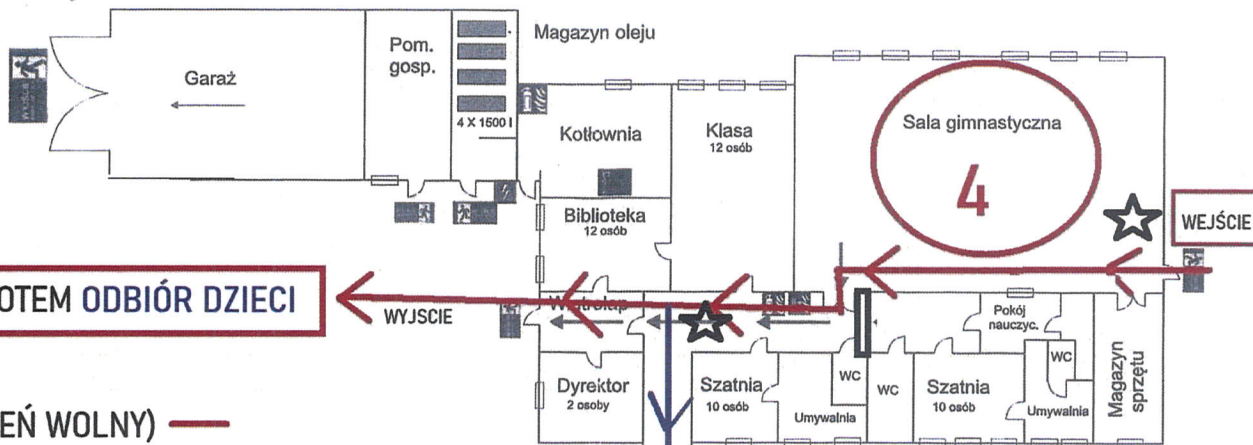 Magazyn oleju
Pom.
gosp.
Garaż
4 X 1500 l
Kotłownia
Klasa
12 osób
Sala gimnastyczna
4
Biblioteka
12 osób
WEJŚCIE
OTEM ODBIÓR DZIECI
WYJSCIE
Wiatrołap
Pokój
nauczyc.
Dyrektor
2 osoby
Szatnia
10 osób
WC
WC
Szatnia
10 osób
WC
Umywalnia
Umywalnia
Magazyn
sprzętu
EŃ WOLNY)